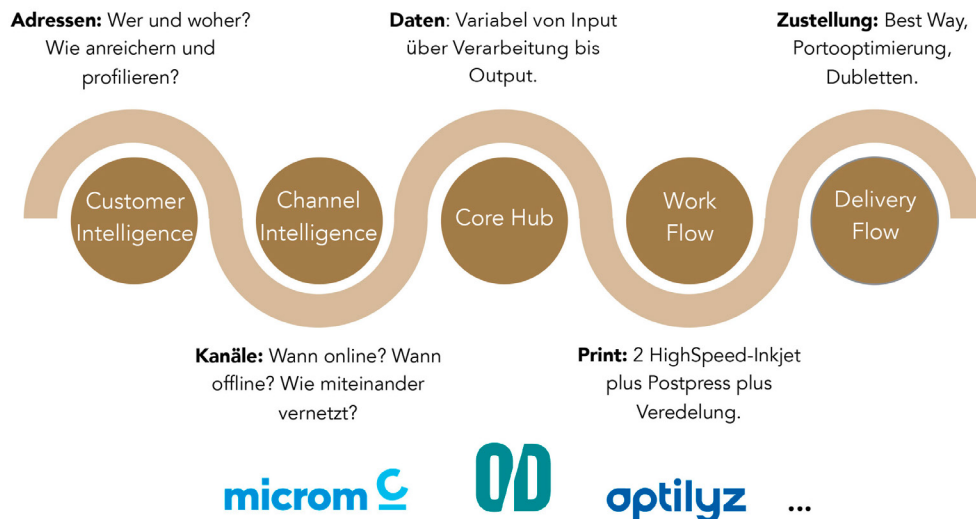 Adressen: Wer und woher?
Wie anreichern und
profilieren?
Daten: Variabel von Input
über Verarbeitung bis
Output.
Zustellung: Best Way,
Portooptimierung,
Dubletten.
Customer
Intelligence
Channel
Intelligence
Core Hub
Work
Flow
Delivery
Flow
Kanäle: Wann online? Wann
offline? Wie miteinander
vernetzt?
Print: 2 HighSpeed-Inkjet
plus Postpress plus
Veredelung.
microm
OD
aptilyz
...